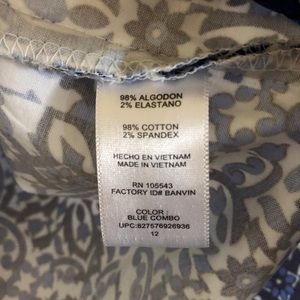 98% ALGODON
2% ELASTANO
98% COTTON
2% SPANDEX
HECHO EN VIETNAM
MADE IN VIETNAM
RN 105543
FACTORY ID# BANVIN
COLOR :
BLUE COMBO
UPC:827576926936
12